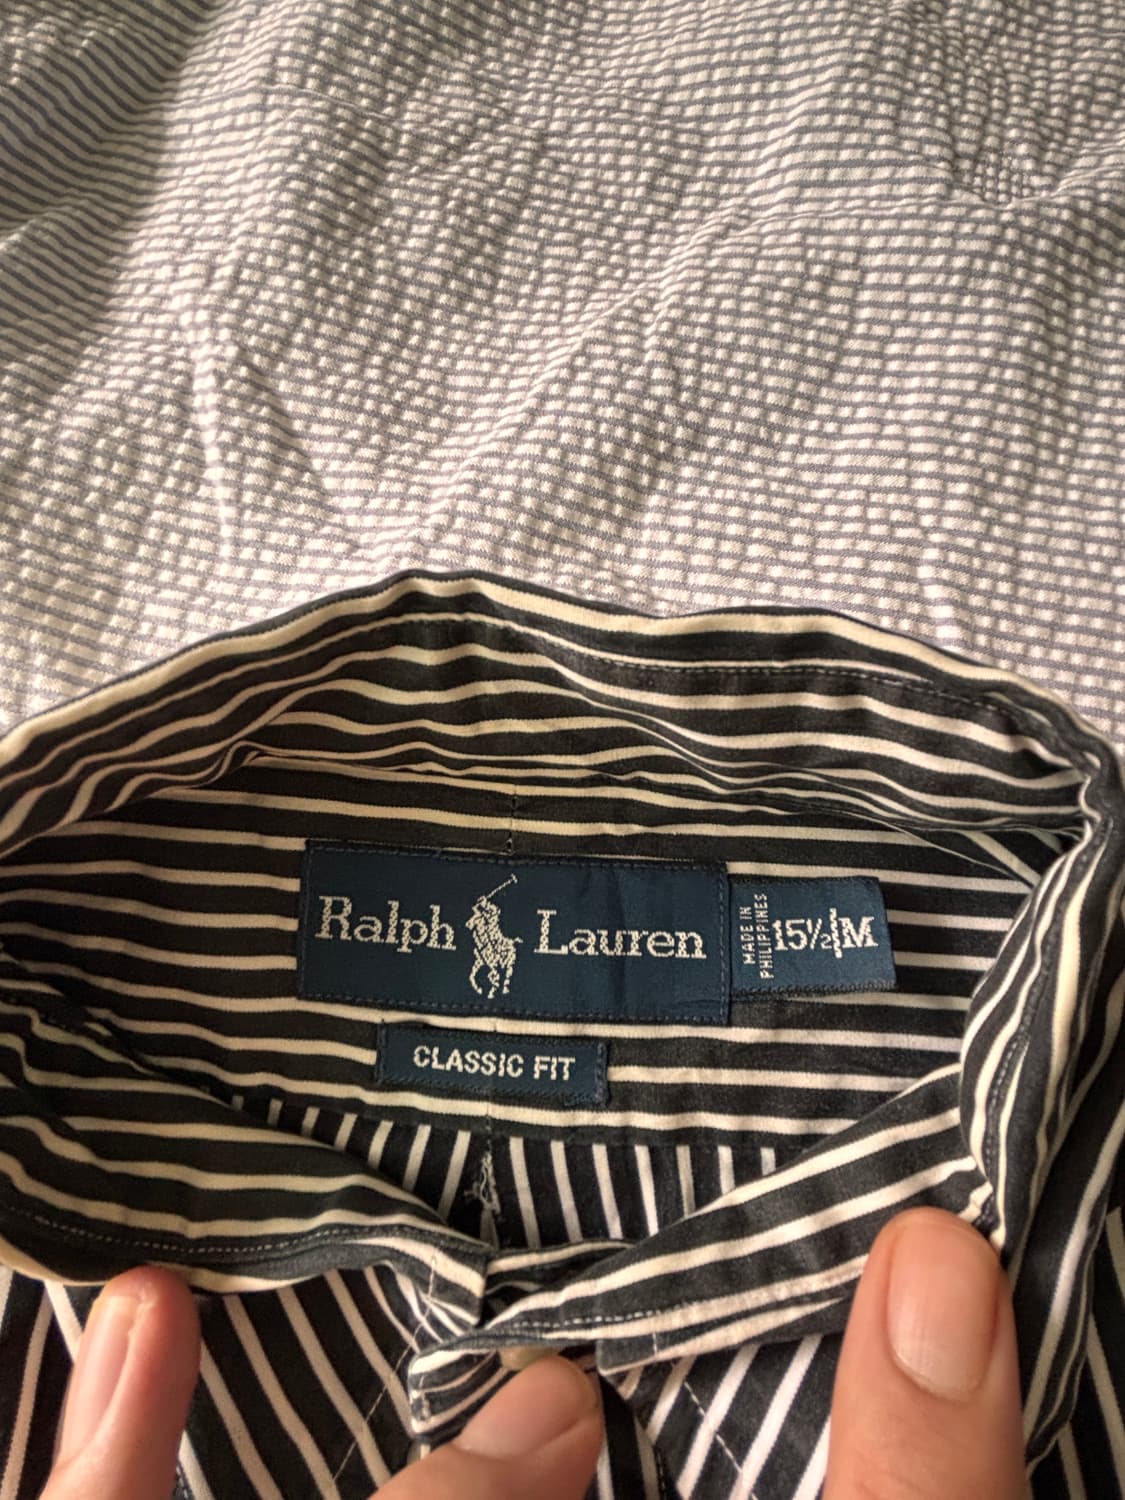 Ralph Lauren
MADE IN
PHILIPPINES
15½ M
CLASSIC FIT